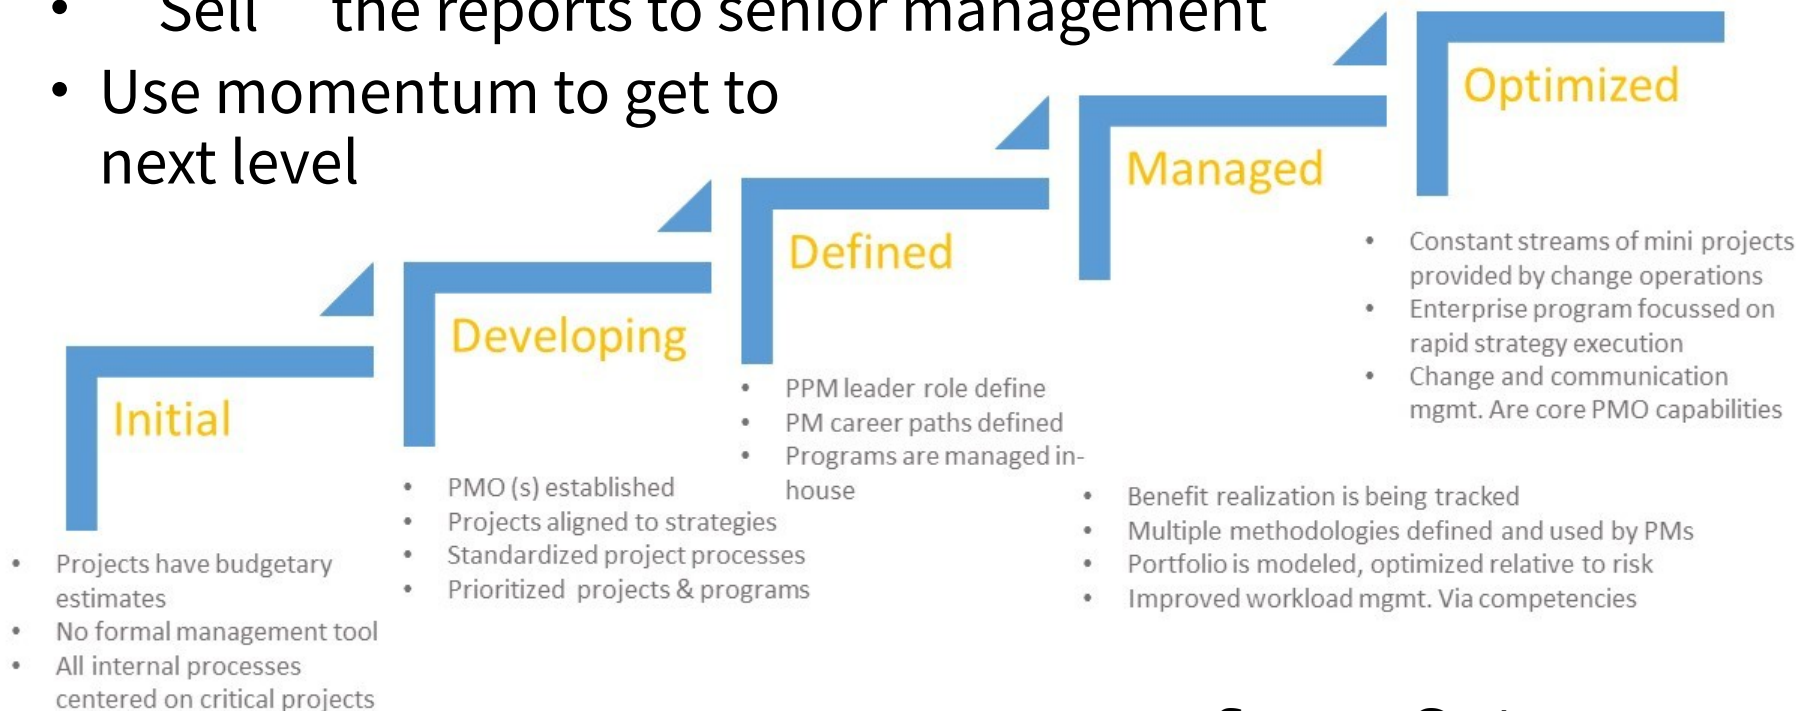 • Sell the reports to senior management
• Use momentum to get to
next level
Optimized
• Constant streams of mini projects
provided by change operations
• Enterprise program focussed on
rapid strategy execution
• Change and communication
mgmt. Are core PMO capabilities
Managed
• Benefit realization is being tracked
• Multiple methodologies defined and used by PMs
• Portfolio is modeled, optimized relative to risk
• Improved workload mgmt. Via competencies
Defined
• PPM leader role define
• PM career paths defined
• Programs are managed in-
house
Developing
• PMO (s) established
• Projects aligned to strategies
• Standardized project processes
• Prioritized projects & programs
Initial
• Projects have budgetary
estimates
• No formal management tool
• All internal processes
centered on critical projects